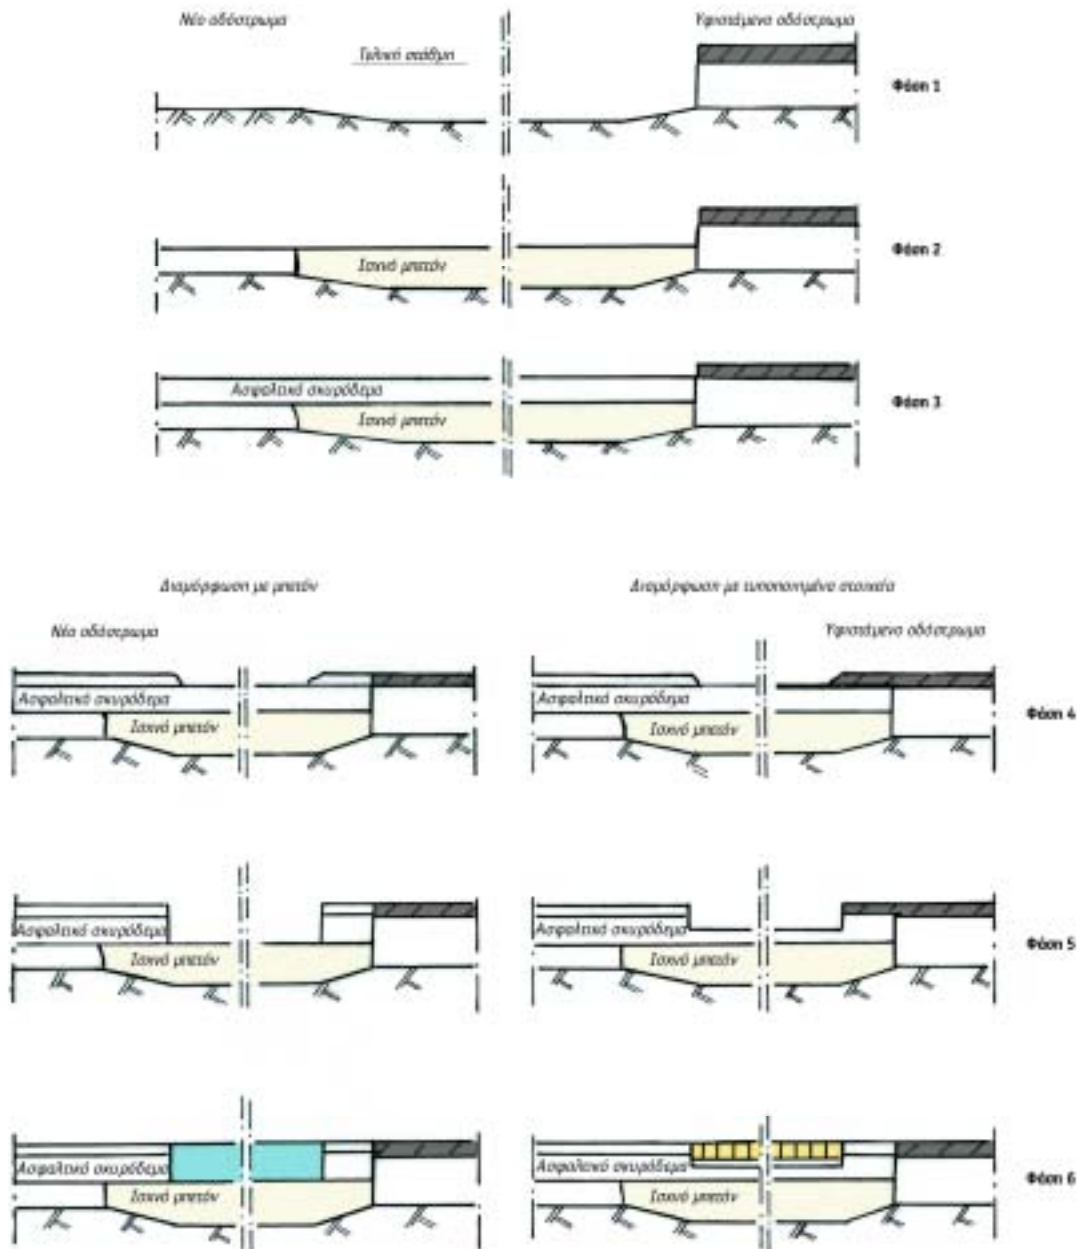 Νέο οδόστρωμα
Υφιστάμενο οδόστρωμα
Τελική στάθμη
Φάση 1
Ισχνό μπετόν
Φάση 2
Ασφαλτικό σκυρόδεμα
Ισχνό μπετόν
Φάση 3
Διαμόρφωση με μπετόν
Διαμόρφωση με τυποποιημένα στοιχεία
Νέο οδόστρωμα
Υφιστάμενο οδόστρωμα
Ασφαλτικό σκυρόδεμα
Ασφαλτικό σκυρόδεμα
Ισχνό μπετόν
Ισχνό μπετόν
Φάση 4
Ασφαλτικό σκυρόδεμα
Ασφαλτικό σκυρόδεμα
Ισχνό μπετόν
Ισχνό μπετόν
Φάση 5
Ασφαλτικό σκυρόδεμα
Ασφαλτικό σκυρόδεμα
Ισχνό μπετόν
Ισχνό μπετόν
Φάση 6